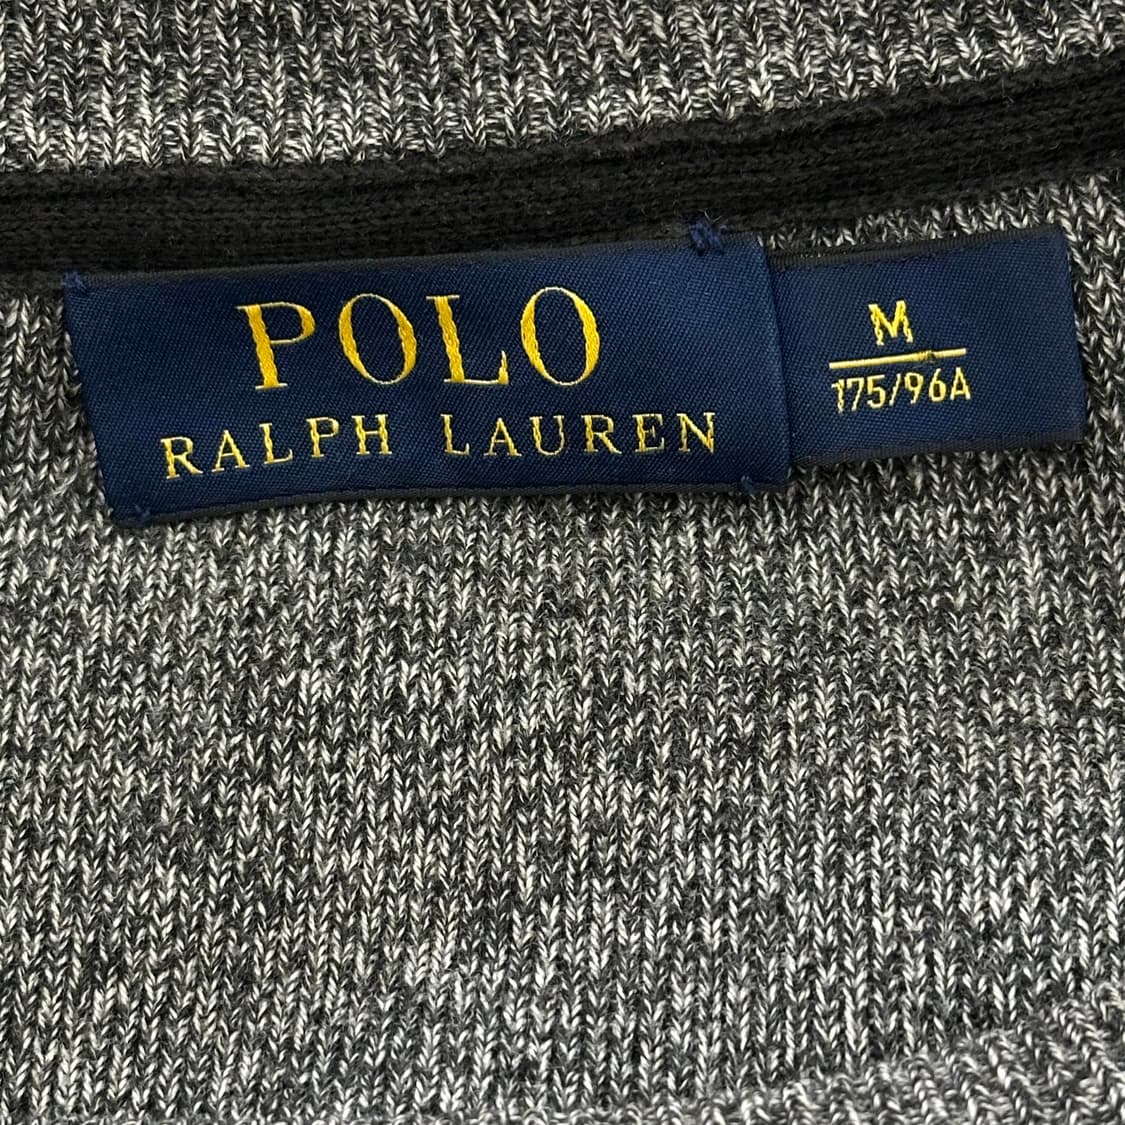 POLO
RALPH LAUREN
M
175/96A